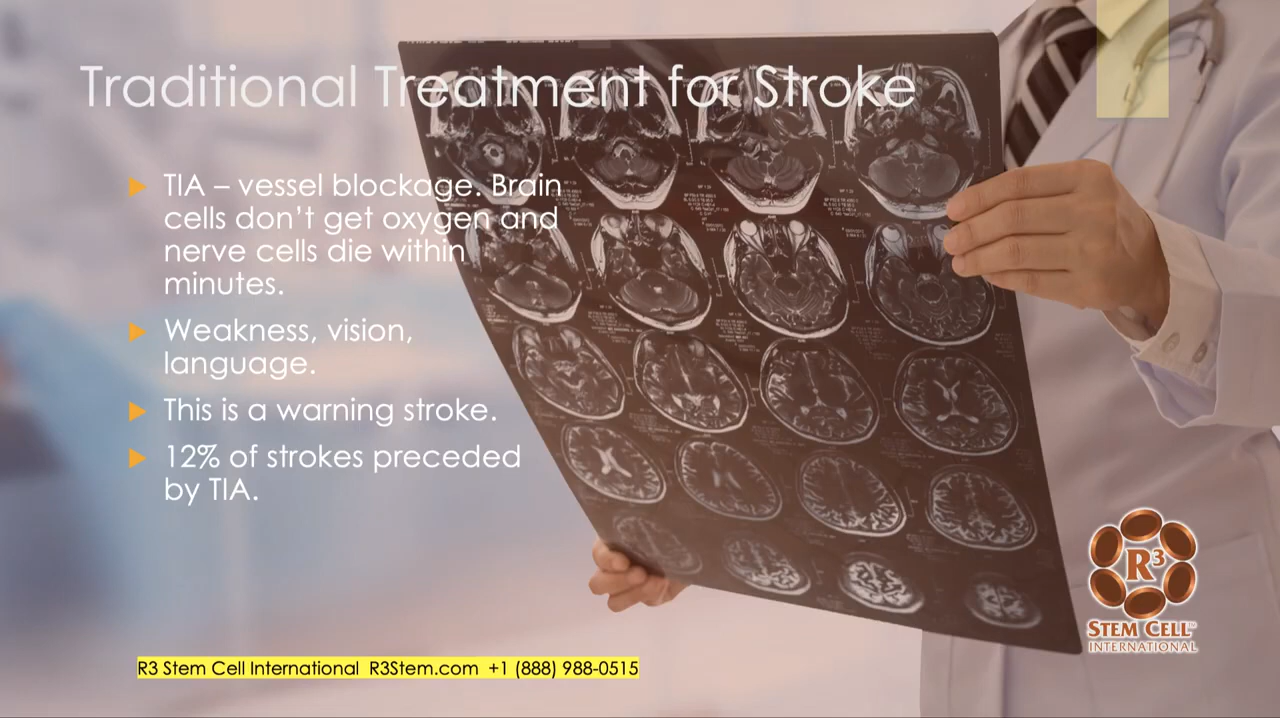 Traditional Treatment for Stroke
TIA – vessel blockage. Brain
cells don’t get oxygen and
nerve cells die within
minutes.
Weakness, vision,
language.
This is a warning stroke.
12% of strokes preceded
by TIA.
R3
STEM CELL™
INTERNATIONAL
R3 Stem Cell International R3Stem.com +1 (888) 988-0515